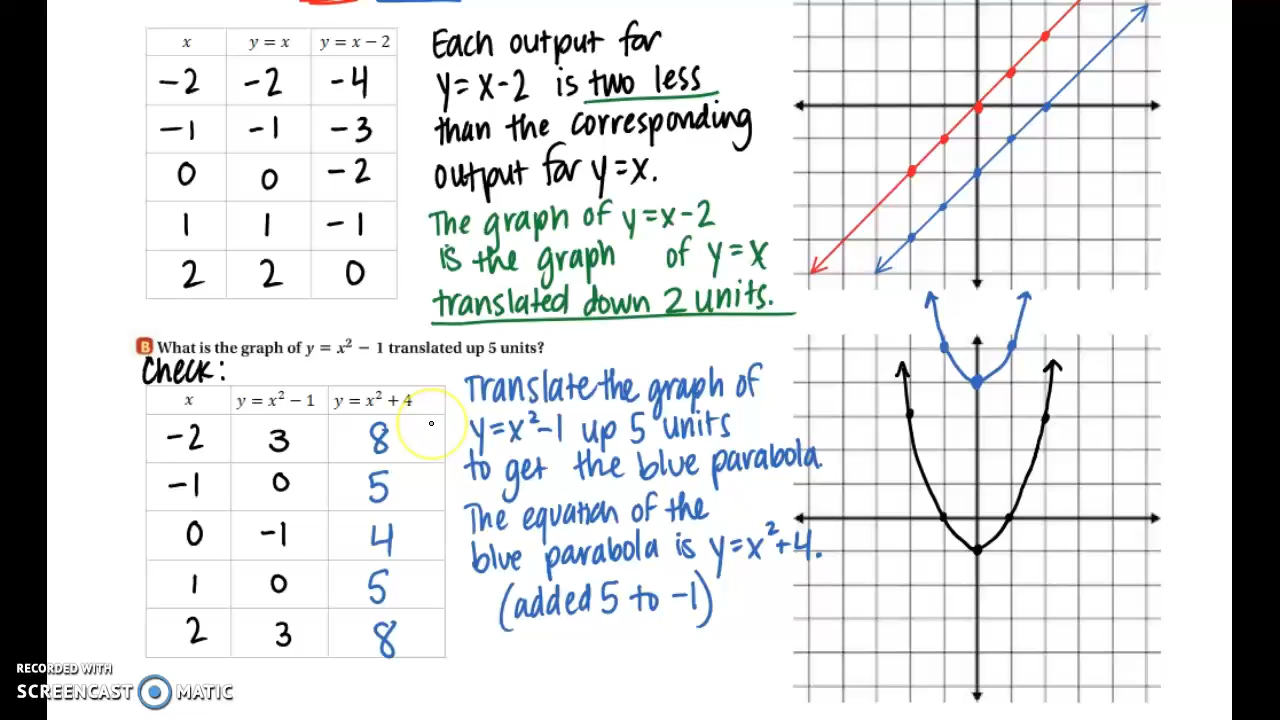 x y = x y = x − 2
−2 −2 −4
−1 −1 −3
0 0 −2
1 1 −1
2 2 0
Each output for
y=x-2 is two less
than the corresponding
output for y=x.
The graph of y=x-2
is the graph of y=x
translated down 2 units.
B What is the graph of y = x² − 1 translated up 5 units?
Check:
x y = x² − 1 y = x² + 4
−2 3 8
−1 0 5
0 −1 4
1 0 5
2 3 8
Translate the graph of
y=x²-1 up 5 units
to get the blue parabola.
The equation of the
blue parabola is y=x²+4.
(added 5 to -1)
RECORDED WITH
SCREENCAST MATIC